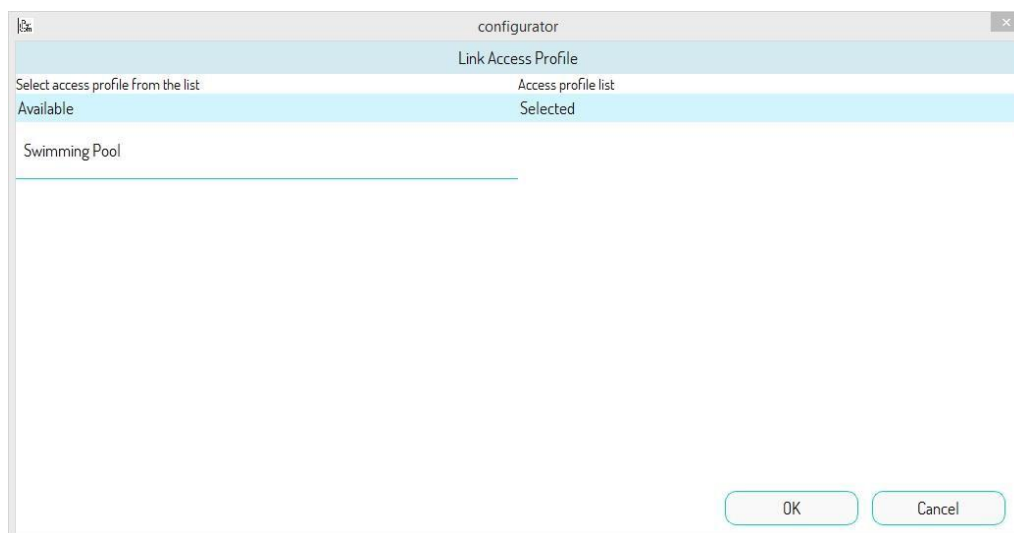 configurator
Link Access Profile
Select access profile from the list
Access profile list
Available
Selected
Swimming Pool
OK
Cancel